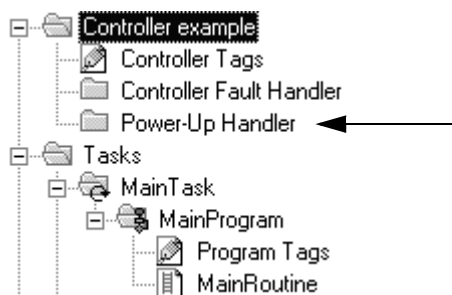 Controller example
Controller Tags
Controller Fault Handler
Power-Up Handler
Tasks
MainTask
MainProgram
Program Tags
MainRoutine